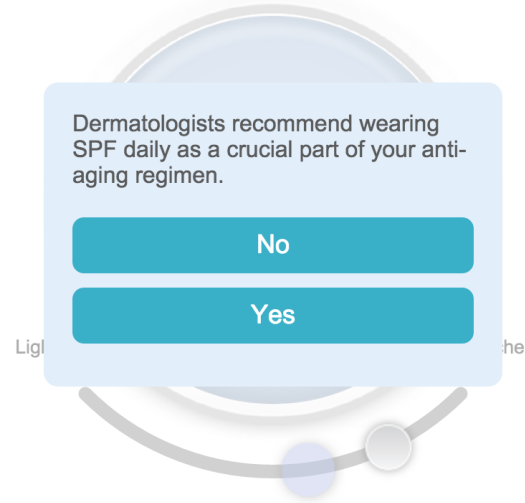 Dermatologists recommend wearing
SPF daily as a crucial part of your anti-
aging regimen.
No
Yes